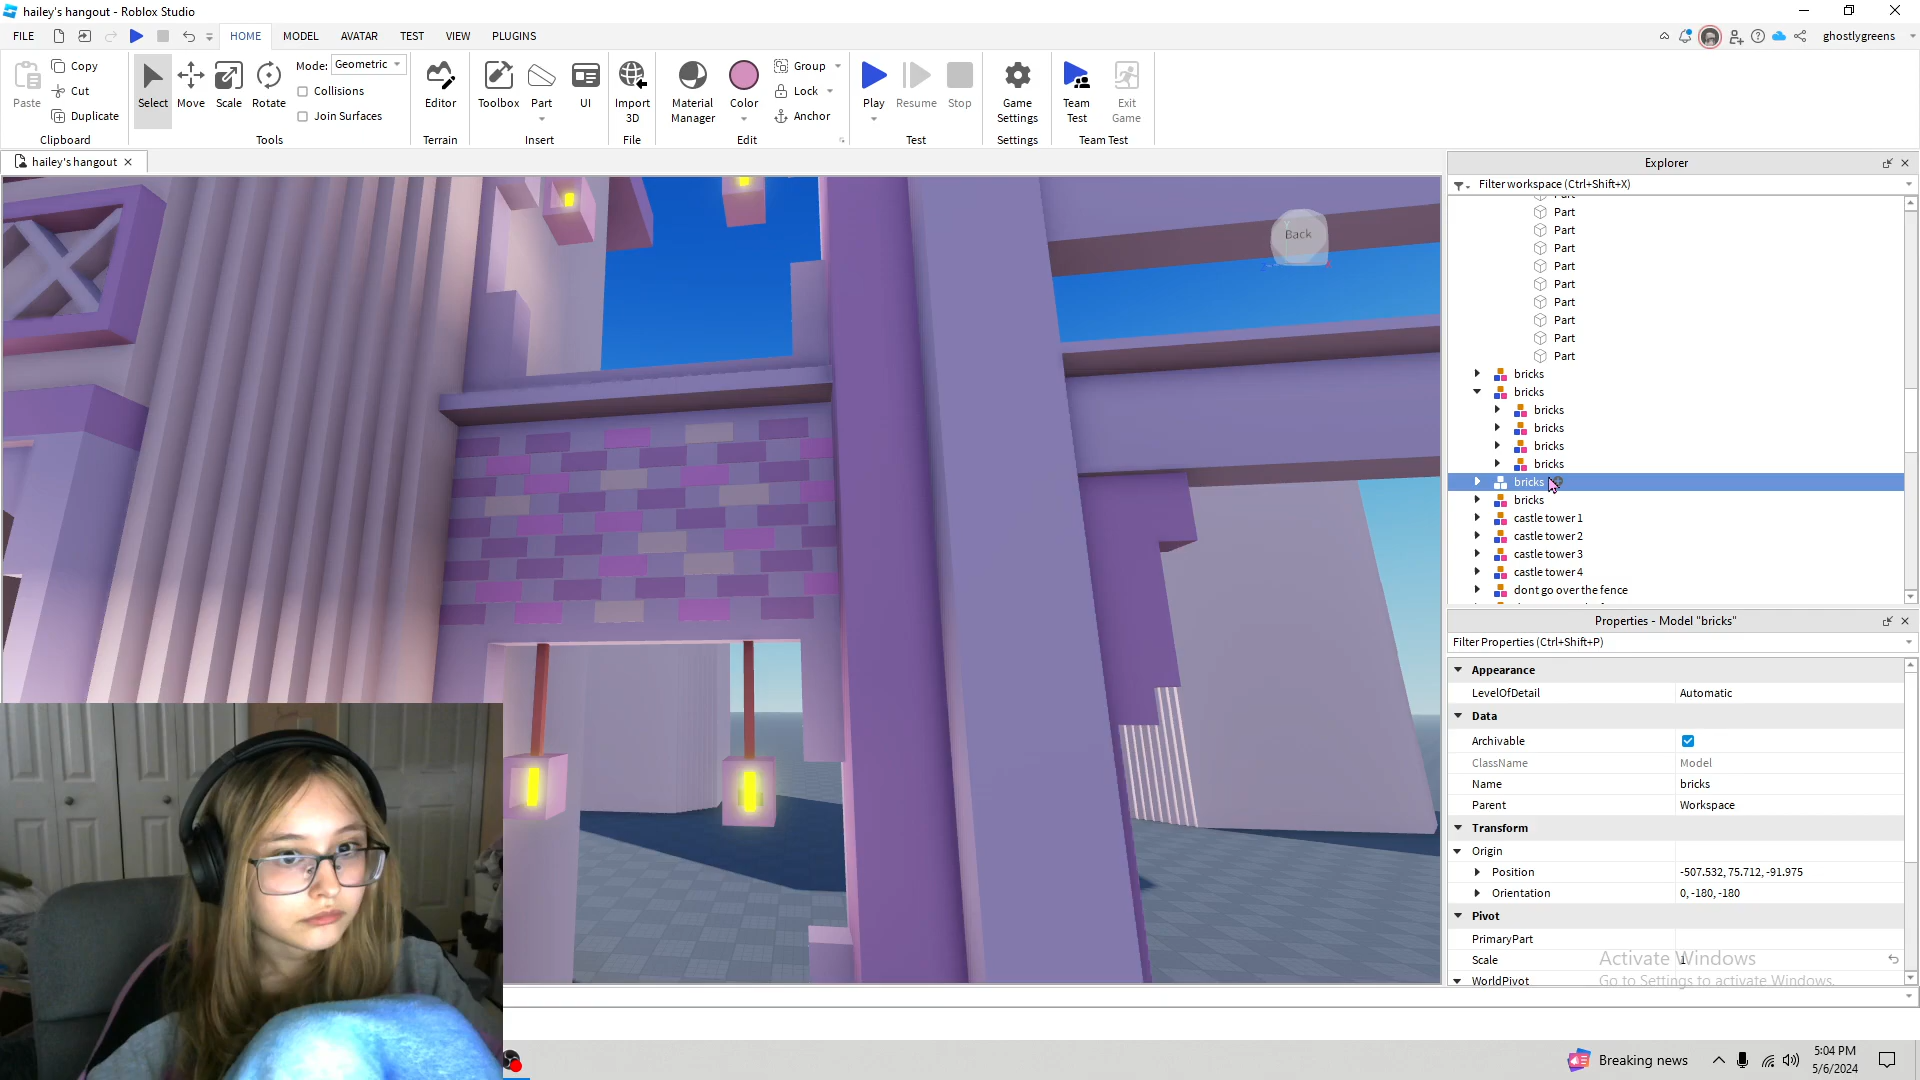 hailey's hangout - Roblox Studio
FILE HOME MODEL AVATAR TEST VIEW PLUGINS
ghostlygreens
Paste
Copy
Cut
Duplicate
Clipboard
Select Move Scale Rotate
Mode: Geometric
Collisions
Join Surfaces
Tools
Editor
Terrain
Toolbox Part UI
Insert
Import
3D
File
Material
Manager
Color
Group
Lock
Anchor
Edit
Play Resume Stop
Test
Game
Settings
Settings
Team
Test
Exit
Game
Team Test
hailey's hangout
Back
Explorer
Filter workspace (Ctrl+Shift+X)
Part
Part
Part
Part
Part
Part
Part
Part
Part
Part
bricks
bricks
bricks
bricks
bricks
bricks
bricks
bricks
castle tower 1
castle tower 2
castle tower 3
castle tower 4
dont go over the fence
Properties - Model "bricks"
Filter Properties (Ctrl+Shift+P)
Appearance
LevelOfDetail Automatic
Data
Archivable
ClassName Model
Name bricks
Parent Workspace
Transform
Origin
Position -507.532, 75.712, -91.975
Orientation 0, -180, -180
Pivot
PrimaryPart
Scale 1
WorldPivot
Activate Windows
Go to Settings to activate Windows.
Breaking news
5:04 PM
5/6/2024